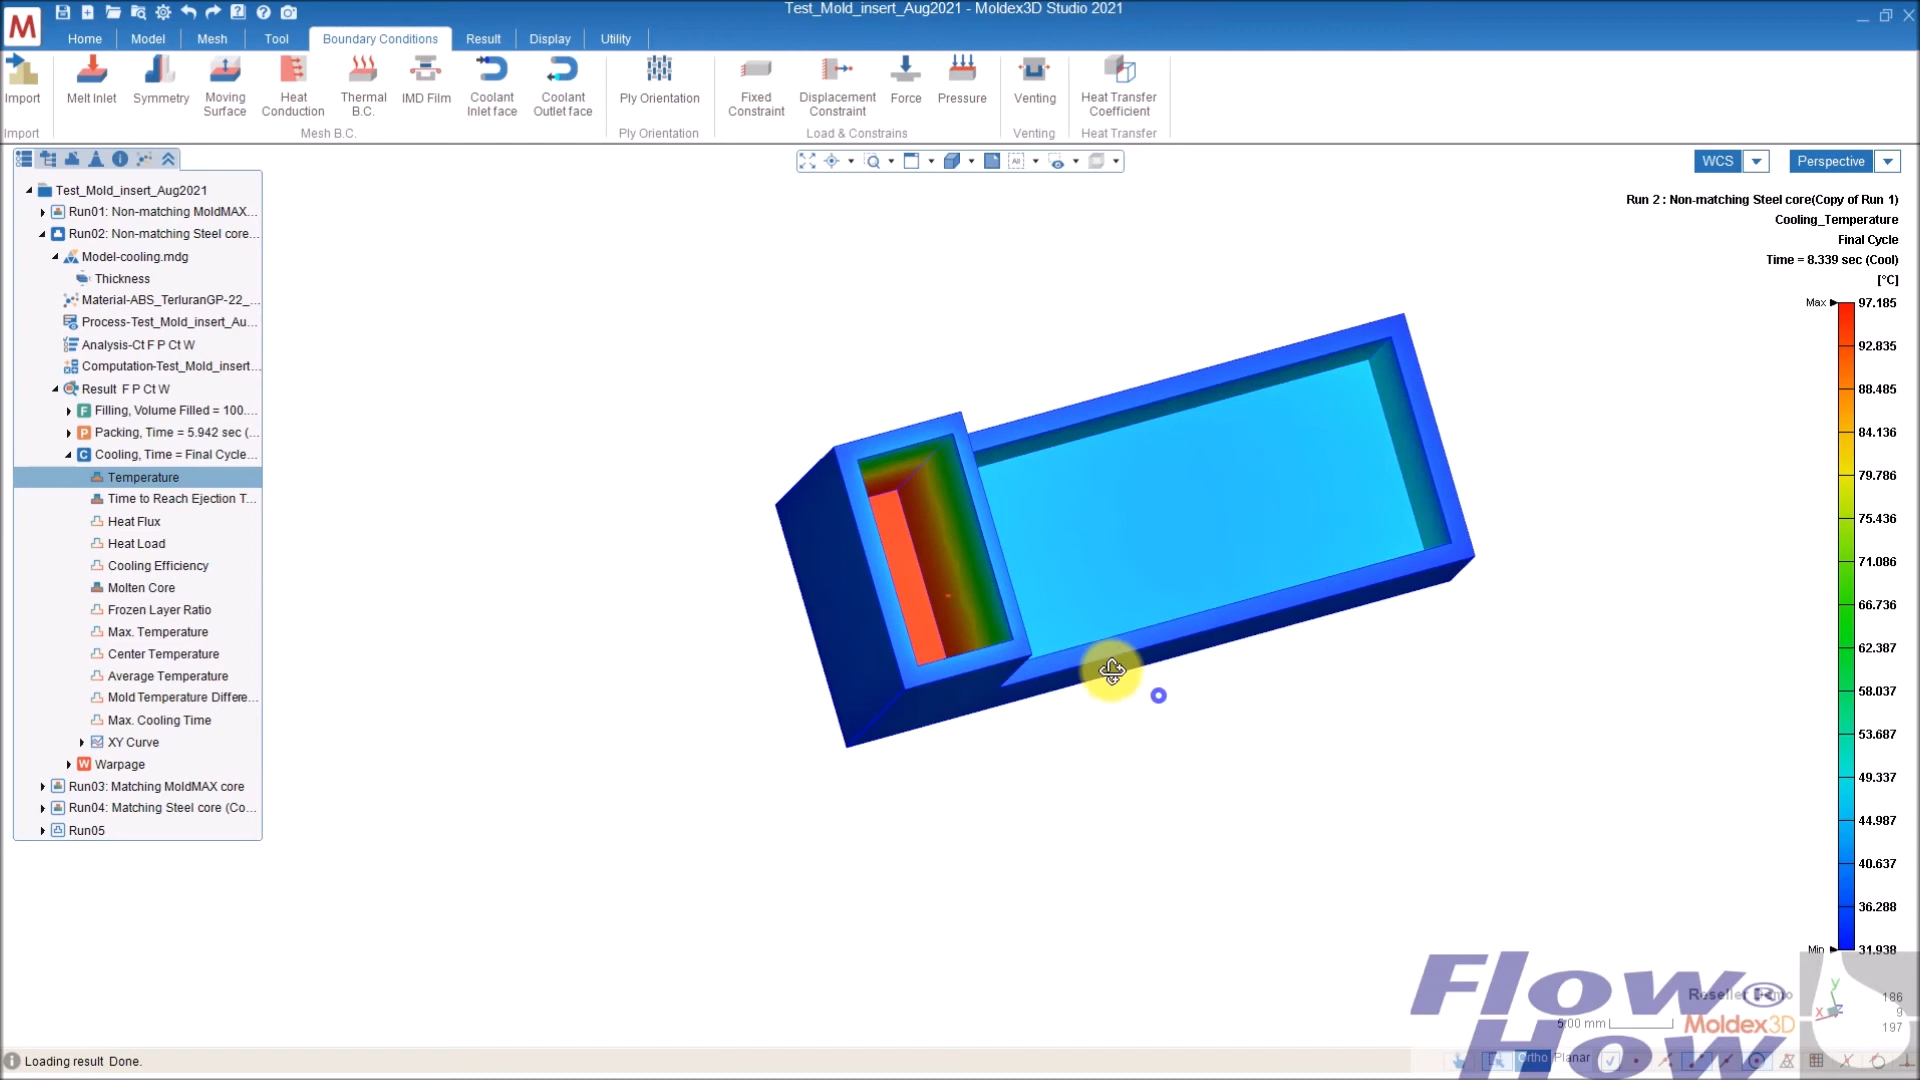 Test_Mold_insert_Aug2021 - Moldex3D Studio 2021
M
Home Model Mesh Tool Boundary Conditions Result Display Utility
Import
Melt Inlet
Symmetry
Moving Surface
Heat Conduction
Thermal B.C.
IMD Film
Coolant Inlet face
Coolant Outlet face
Ply Orientation
Fixed Constraint
Displacement Constraint
Force
Pressure
Venting
Heat Transfer Coefficient
Import
Mesh B.C.
Ply Orientation
Load & Constrains
Venting
Heat Transfer
WCS
Perspective
Test_Mold_insert_Aug2021
Run01: Non-matching MoldMAX...
Run02: Non-matching Steel core...
Model-cooling.mdg
Thickness
Material-ABS_TerluranGP-22_...
Process-Test_Mold_insert_Au...
Analysis-Ct F P Ct W
Computation-Test_Mold_insert...
Result F P Ct W
F Filling, Volume Filled = 100....
P Packing, Time = 5.942 sec (...
C Cooling, Time = Final Cycle...
Temperature
Time to Reach Ejection T...
Heat Flux
Heat Load
Cooling Efficiency
Molten Core
Frozen Layer Ratio
Max. Temperature
Center Temperature
Average Temperature
Mold Temperature Differe...
Max. Cooling Time
XY Curve
W Warpage
Run03: Matching MoldMAX core
Run04: Matching Steel core (Co...
Run05
Run 2 : Non-matching Steel core(Copy of Run 1)
Cooling_Temperature
Final Cycle
Time = 8.339 sec (Cool)
[°C]
Max 97.185
92.835
88.485
84.136
79.786
75.436
71.086
66.736
62.387
58.037
53.687
49.337
44.987
40.637
36.288
Min 31.938
Flow®
How
Reseller Demo
5.00 mm
Moldex3D
Y
X
186
9
197
Loading result Done.
Ortho Planar